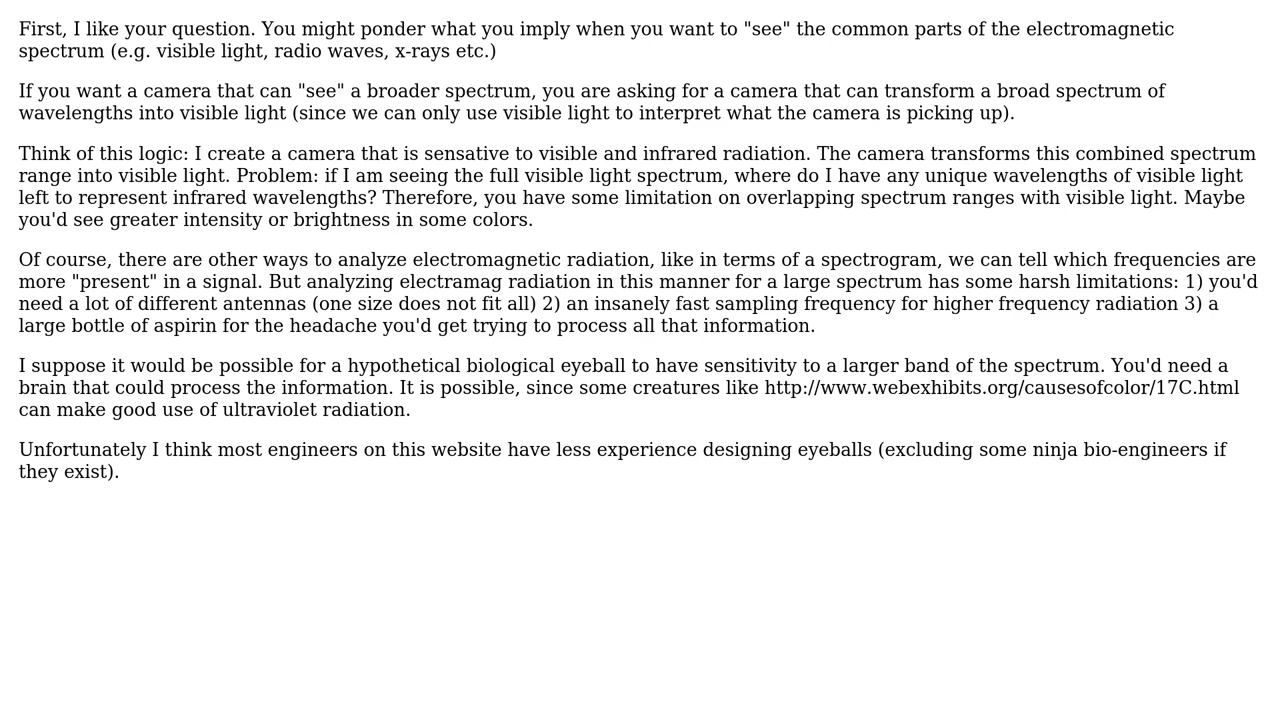 First, I like your question. You might ponder what you imply when you want to "see" the common parts of the electromagnetic
spectrum (e.g. visible light, radio waves, x-rays etc.)
If you want a camera that can "see" a broader spectrum, you are asking for a camera that can transform a broad spectrum of
wavelengths into visible light (since we can only use visible light to interpret what the camera is picking up).
Think of this logic: I create a camera that is sensative to visible and infrared radiation. The camera transforms this combined spectrum
range into visible light. Problem: if I am seeing the full visible light spectrum, where do I have any unique wavelengths of visible light
left to represent infrared wavelengths? Therefore, you have some limitation on overlapping spectrum ranges with visible light. Maybe
you'd see greater intensity or brightness in some colors.
Of course, there are other ways to analyze electromagnetic radiation, like in terms of a spectrogram, we can tell which frequencies are
more "present" in a signal. But analyzing electramag radiation in this manner for a large spectrum has some harsh limitations: 1) you'd
need a lot of different antennas (one size does not fit all) 2) an insanely fast sampling frequency for higher frequency radiation 3) a
large bottle of aspirin for the headache you'd get trying to process all that information.
I suppose it would be possible for a hypothetical biological eyeball to have sensitivity to a larger band of the spectrum. You'd need a
brain that could process the information. It is possible, since some creatures like http://www.webexhibits.org/causesofcolor/17C.html
can make good use of ultraviolet radiation.
Unfortunately I think most engineers on this website have less experience designing eyeballs (excluding some ninja bio-engineers if
they exist).